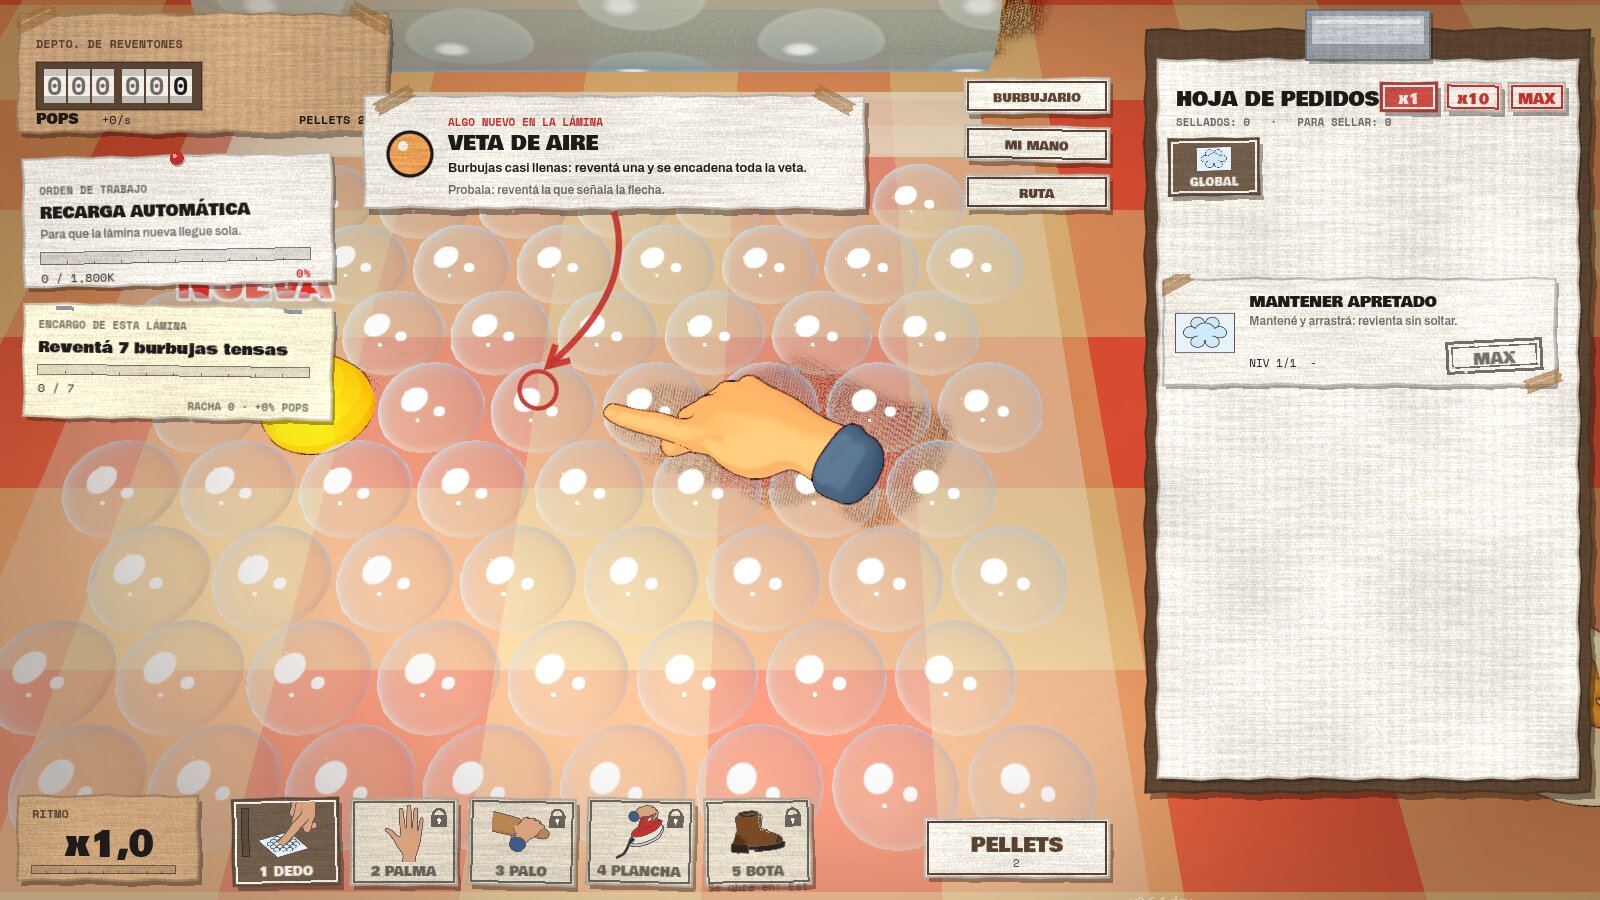 DEPTO. DE REVENTONES
000 000
POPS +0/s PELLETS 2
ORDEN DE TRABAJO
RECARGA AUTOMÁTICA
Para que la lámina nueva llegue sola.
0 / 1.800K 0%
NUEVA
ENCARGO DE ESTA LÁMINA
Reventá 7 burbujas tensas
0 / 7
RACHA 0 · +0% POPS
ALGO NUEVO EN LA LÁMINA
VETA DE AIRE
Burbujas casi llenas: reventá una y se encadena toda la veta.
Probala: reventá la que señala la flecha.
BURBUJARIO
MI MANO
RUTA
HOJA DE PEDIDOS x1 x10 MAX
SELLADOS: 0 · PARA SELLAR: 0
GLOBAL
MANTENER APRETADO
Mantené y arrastrá: revienta sin soltar.
NIV 1/1 -
MAX
RITMO
x1,0
1 DEDO
2 PALMA
3 PALO
4 PLANCHA
5 BOTA
Se abre en: Est
PELLETS
2